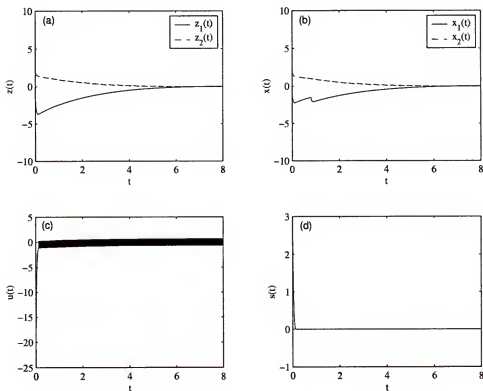 (a)
z₁(t)
z₂(t)
10
5
0
-5
-10
z(t)
0 2 4 6 8
t
(b)
x₁(t)
x₂(t)
10
5
0
-5
-10
x(t)
0 2 4 6 8
t
(c)
5
0
-5
-10
-15
-20
-25
u(t)
0 2 4 6 8
t
(d)
3
2
1
0
-1
s(t)
0 2 4 6 8
t